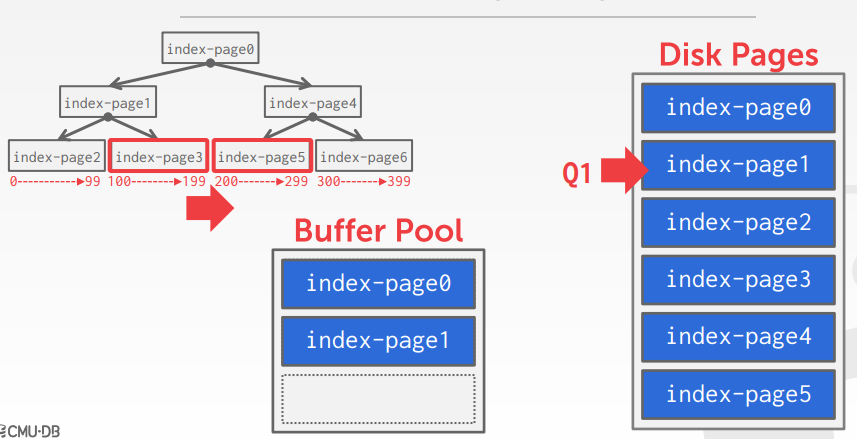 index-page0
index-page1
index-page4
index-page2
index-page3
index-page5
index-page6
0 99
100 199
200 299
300 399
Buffer Pool
index-page0
index-page1
Disk Pages
Q1
index-page0
index-page1
index-page2
index-page3
index-page4
index-page5
CMU·DB